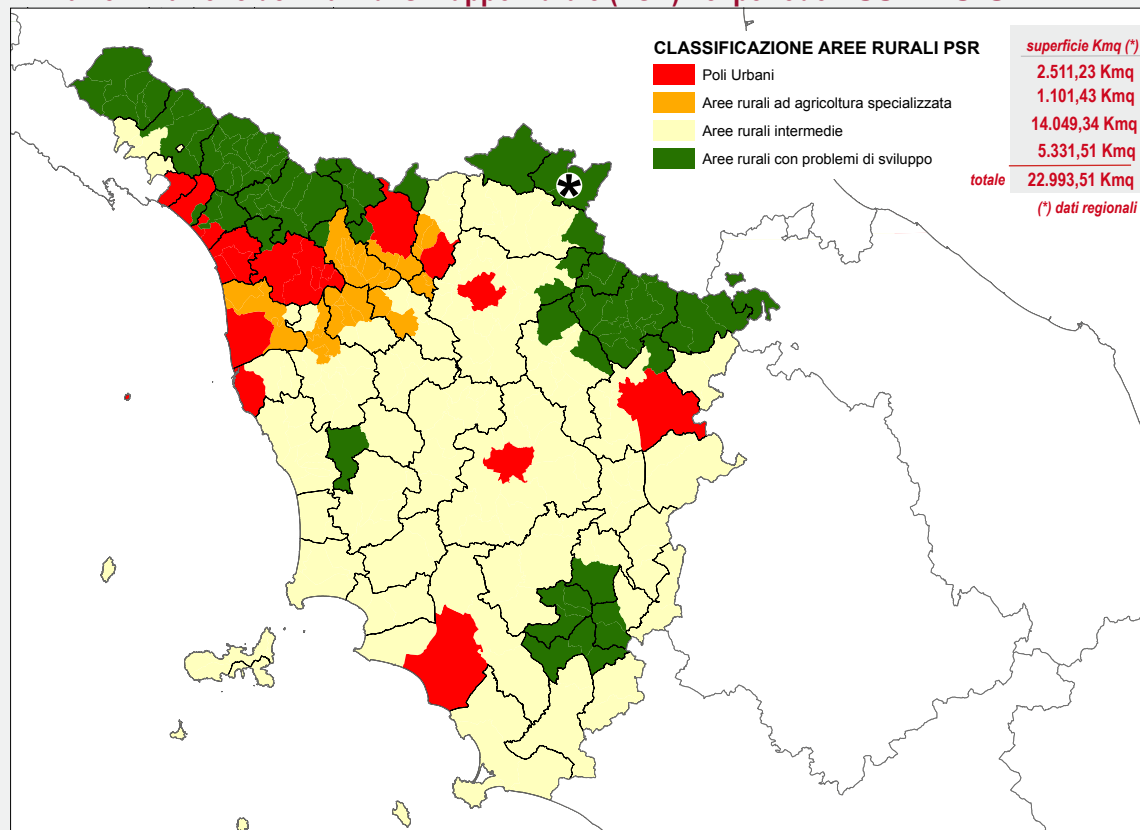 CLASSIFICAZIONE AREE RURALI PSR
superficie Kmq (*)
Poli Urbani
2.511,23 Kmq
Aree rurali ad agricoltura specializzata
1.101,43 Kmq
Aree rurali intermedie
14.049,34 Kmq
Aree rurali con problemi di sviluppo
5.331,51 Kmq
totale 22.993,51 Kmq
(*) dati regionali
*